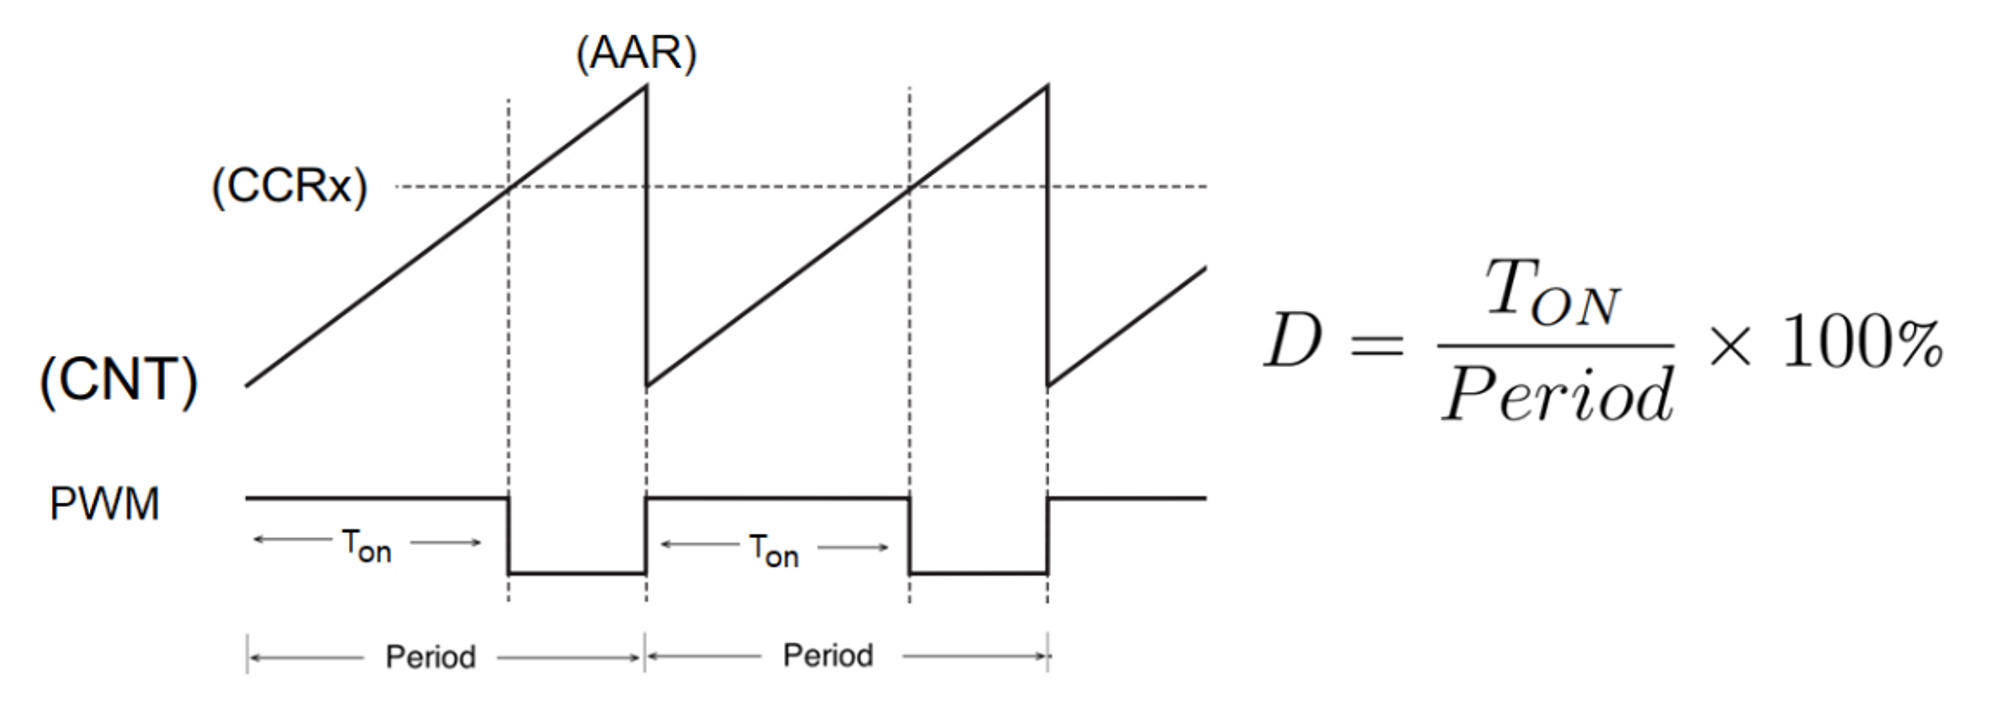 (AAR)
(CCRx)
(CNT)
PWM
Ton
Ton
Period
Period
D = TON / Period × 100%